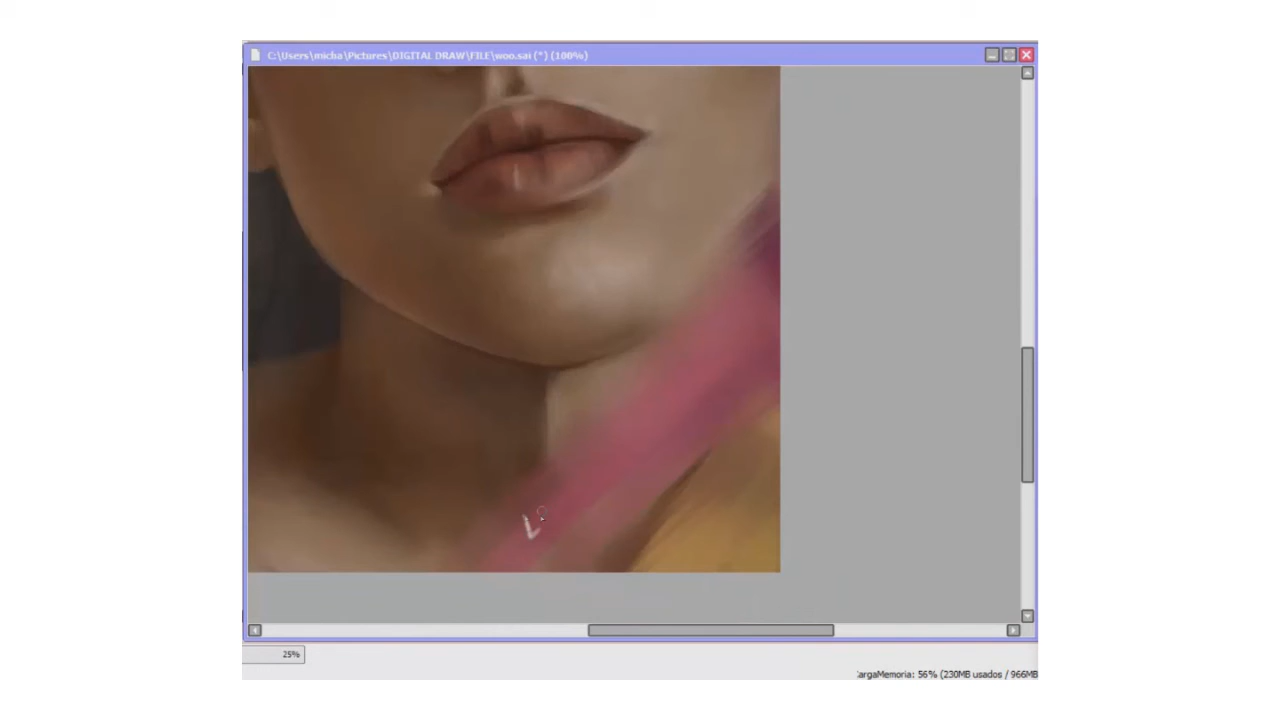 C:\Users\micha\Pictures\DIGITAL DRAW\FILE\woo.sai (*) (100%)
25%
argaMemoria: 56% (230MB usados / 966MB